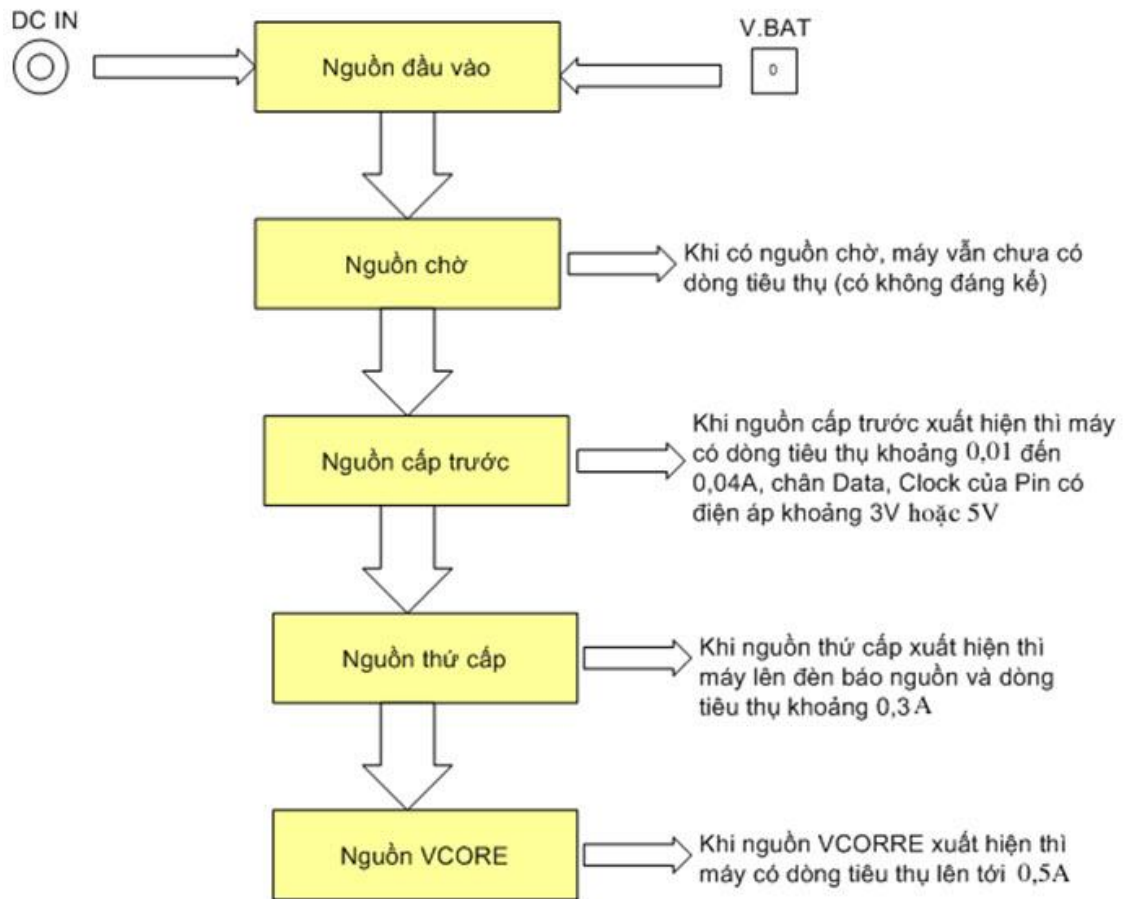 DC IN
V.BAT
Nguồn đầu vào
0
Nguồn chờ
Khi có nguồn chờ, máy vẫn chưa có
dòng tiêu thụ (có không đáng kể)
Nguồn cấp trước
Khi nguồn cấp trước xuất hiện thì máy
có dòng tiêu thụ khoảng 0,01 đến
0,04A, chân Data, Clock của Pin có
điện áp khoảng 3V hoặc 5V
Nguồn thứ cấp
Khi nguồn thứ cấp xuất hiện thì
máy lên đèn báo nguồn và dòng
tiêu thụ khoảng 0,3A
Nguồn VCORE
Khi nguồn VCORRE xuất hiện thì
máy có dòng tiêu thụ lên tới 0,5A